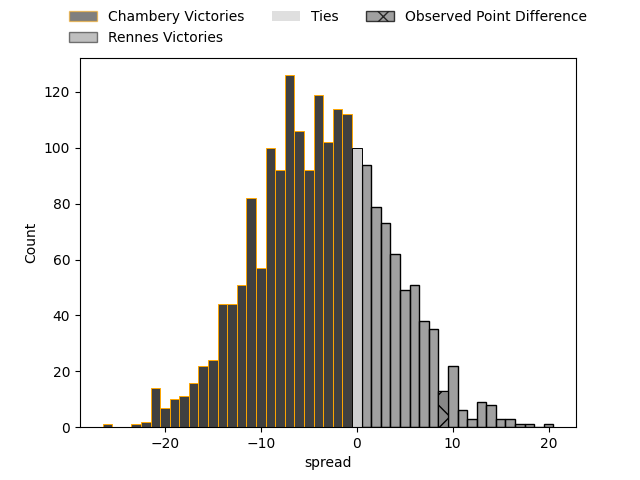 Chambery Victories
Ties
Observed Point Difference
Rennes Victories
120
100
80
60
40
20
0
Count
−20
−10
0
10
20
spread